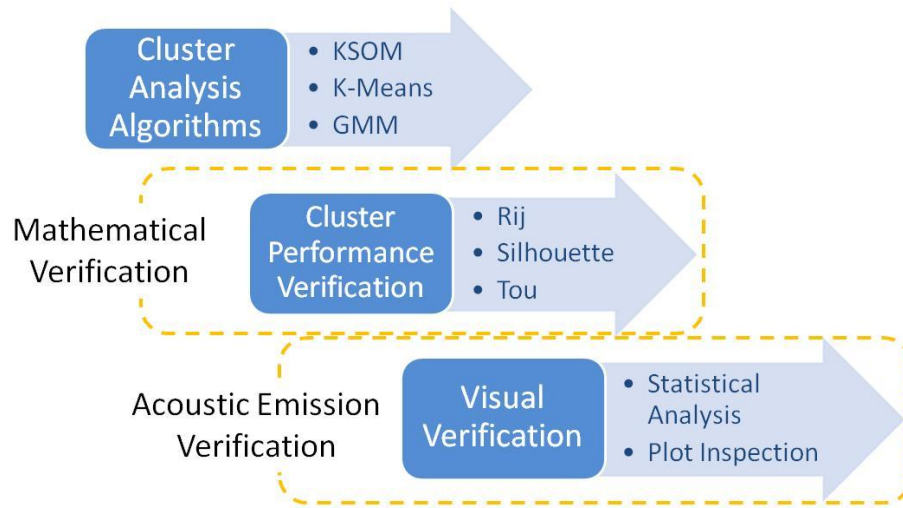 Cluster
Analysis
Algorithms
• KSOM
• K-Means
• GMM
Mathematical
Verification
Cluster
Performance
Verification
• Rij
• Silhouette
• Tou
Acoustic Emission
Verification
Visual
Verification
• Statistical
Analysis
• Plot Inspection